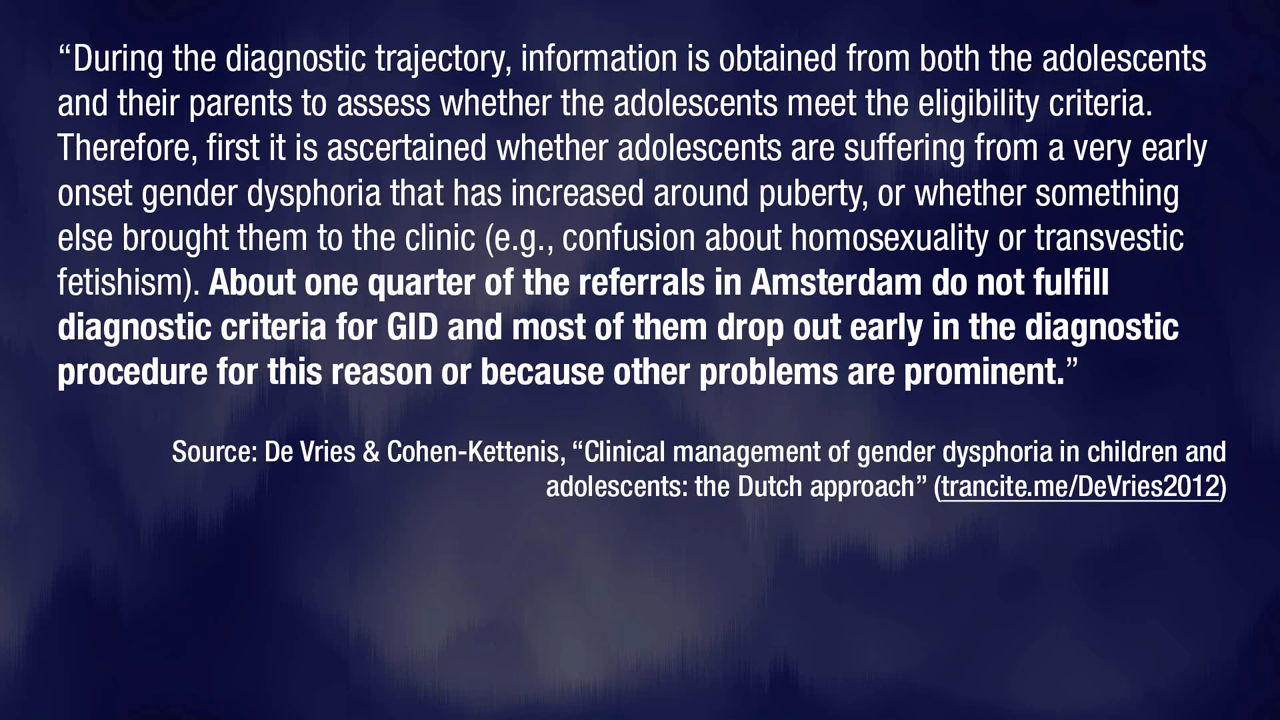 “During the diagnostic trajectory, information is obtained from both the adolescents
and their parents to assess whether the adolescents meet the eligibility criteria.
Therefore, first it is ascertained whether adolescents are suffering from a very early
onset gender dysphoria that has increased around puberty, or whether something
else brought them to the clinic (e.g., confusion about homosexuality or transvestic
fetishism). About one quarter of the referrals in Amsterdam do not fulfill
diagnostic criteria for GID and most of them drop out early in the diagnostic
procedure for this reason or because other problems are prominent.”
Source: De Vries & Cohen-Kettenis, “Clinical management of gender dysphoria in children and
adolescents: the Dutch approach” (trancite.me/DeVries2012)